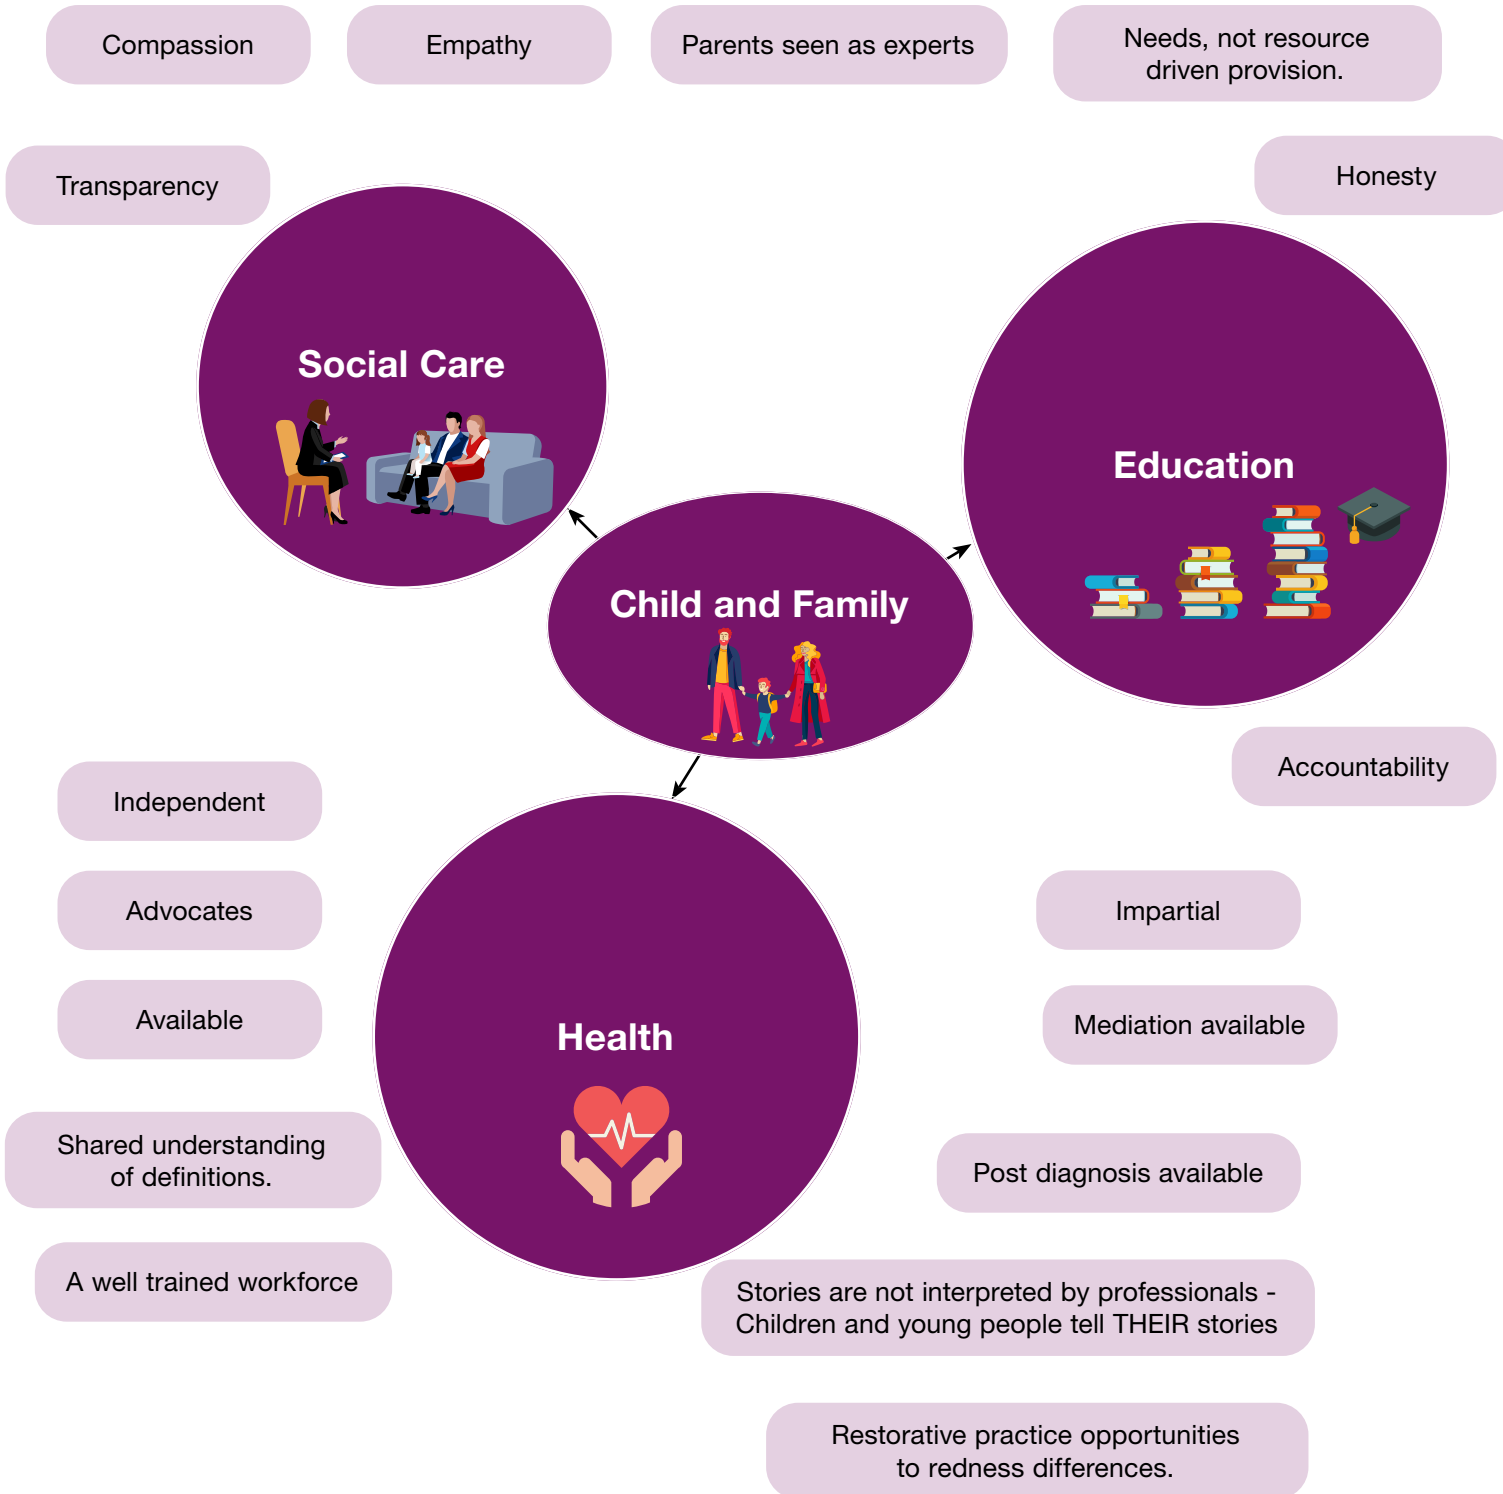 Compassion
Empathy
Parents seen as experts
Needs, not resource
driven provision.
Transparency
Honesty
Social Care
Education
Child and Family
Accountability
Independent
Advocates
Impartial
Available
Mediation available
Health
Shared understanding
of definitions.
Post diagnosis available
A well trained workforce
Stories are not interpreted by professionals -
Children and young people tell THEIR stories
Restorative practice opportunities
to redness differences.